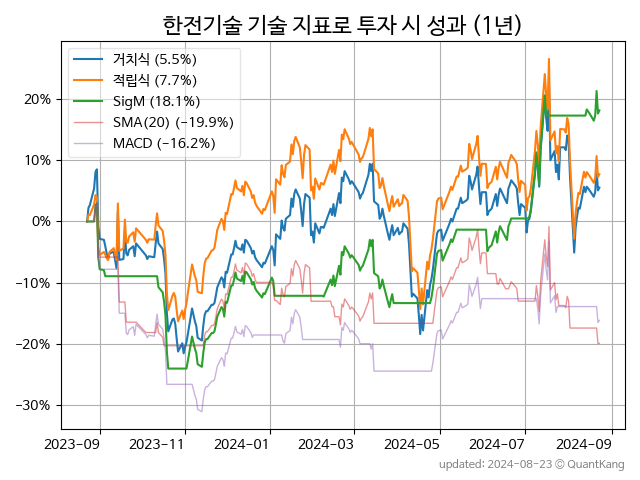 한전기술 기술 지표로 투자 시 성과 (1년)
거치식 (5.5%)
적립식 (7.7%)
SigM (18.1%)
SMA(20) (−19.9%)
MACD (−16.2%)
20%
10%
0%
−10%
−20%
−30%
2023-09 2023-11 2024-01 2024-03 2024-05 2024-07 2024-09
updated: 2024-08-23 © QuantKang